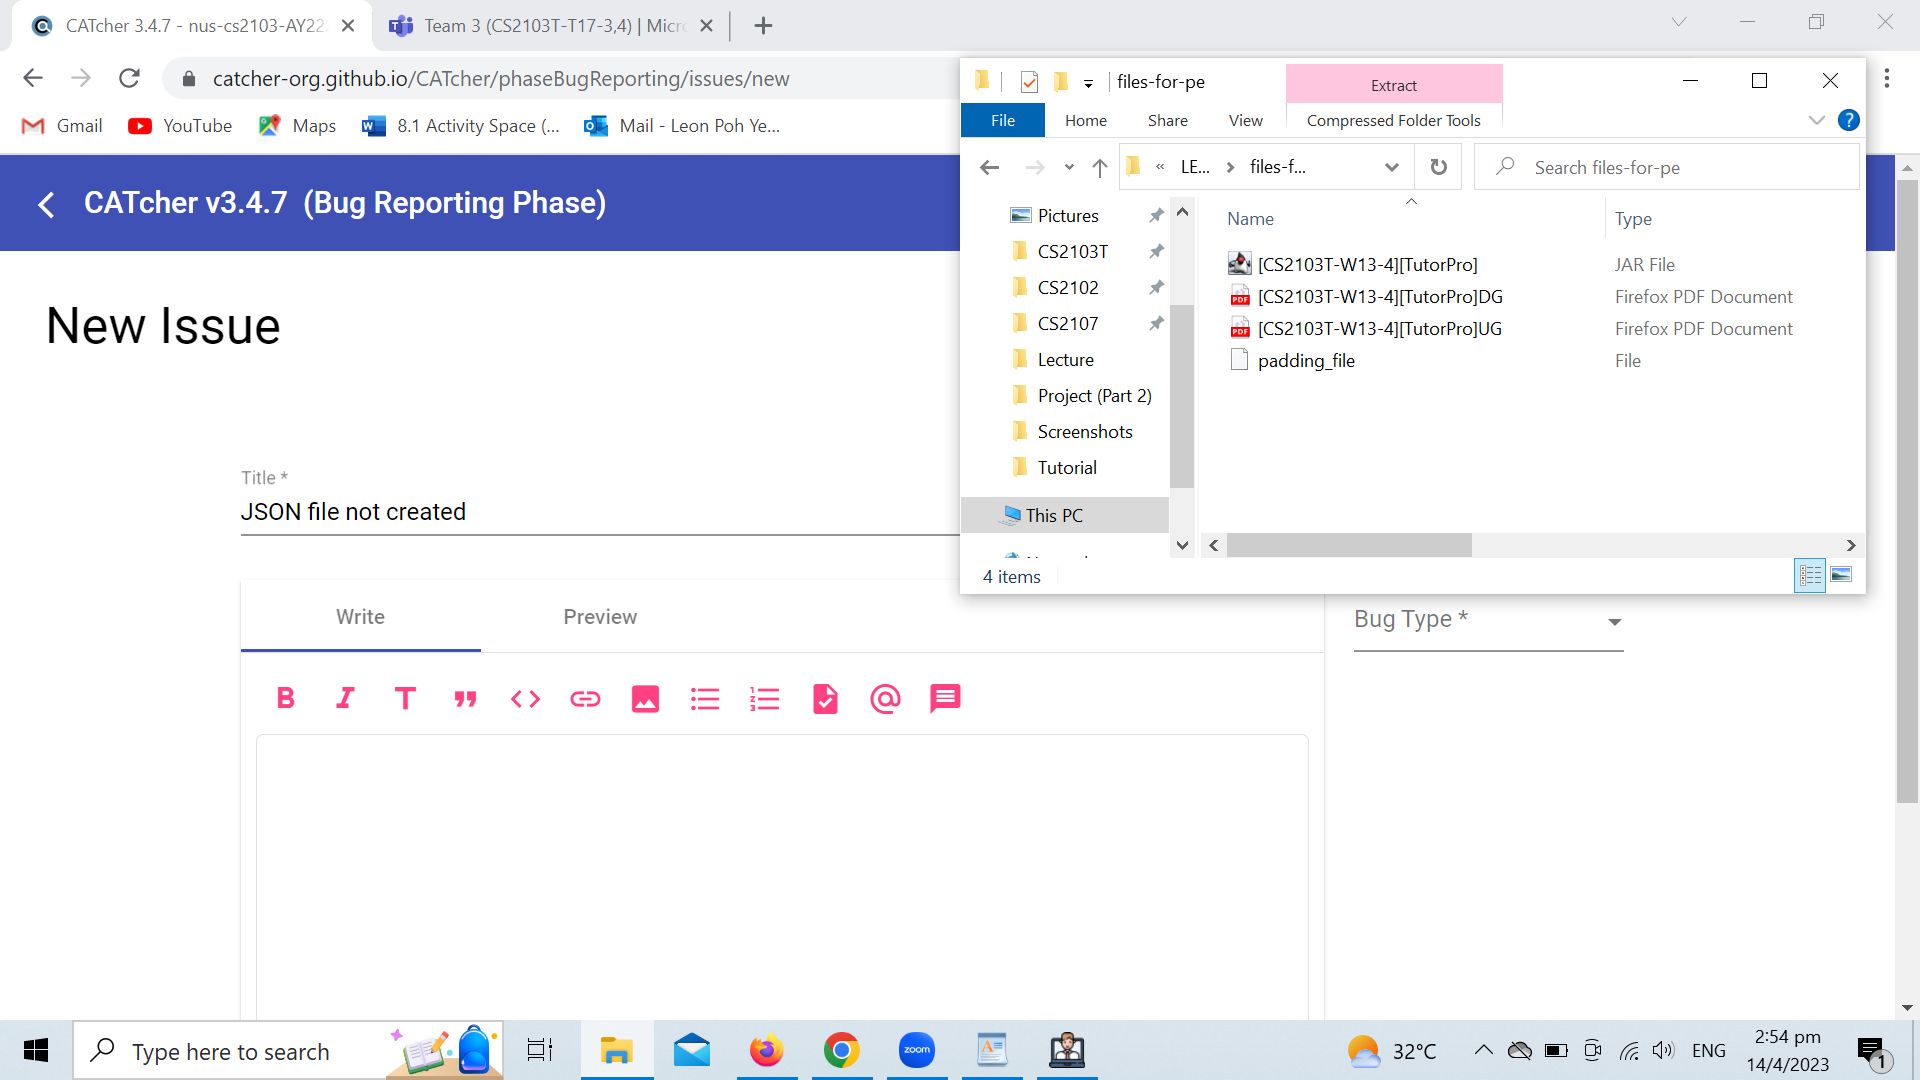 CATcher 3.4.7 - nus-cs2103-AY22
Team 3 (CS2103T-T17-3,4) | Micro
catcher-org.github.io/CATcher/phaseBugReporting/issues/new
Gmail
YouTube
Maps
8.1 Activity Space (...
Mail - Leon Poh Ye...
CATcher v3.4.7 (Bug Reporting Phase)
New Issue
Title *
JSON file not created
Write
Preview
Bug Type *
files-for-pe
Extract
File
Home
Share
View
Compressed Folder Tools
« LE... > files-f...
Search files-for-pe
Pictures
CS2103T
CS2102
CS2107
Lecture
Project (Part 2)
Screenshots
Tutorial
This PC
Name
Type
[CS2103T-W13-4][TutorPro]
JAR File
[CS2103T-W13-4][TutorPro]DG
Firefox PDF Document
[CS2103T-W13-4][TutorPro]UG
Firefox PDF Document
padding_file
File
4 items
Type here to search
zoom
32°C
ENG
2:54 pm
14/4/2023
1